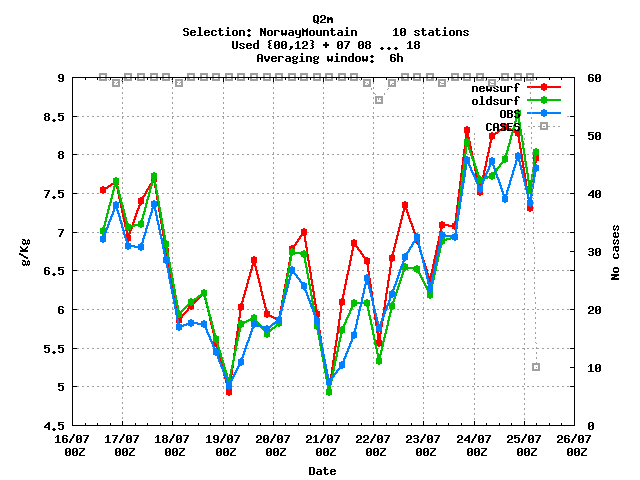 Q2m
Selection: NorwayMountain 10 stations
Used {00,12} + 07 08 ... 18
Averaging window: 6h
newsurf
oldsurf
OBS
CASES
9
8.5
8
7.5
7
6.5
6
5.5
5
4.5
g/Kg
60
50
40
30
20
10
0
No cases
16/07 17/07 18/07 19/07 20/07 21/07 22/07 23/07 24/07 25/07 26/07
00Z 00Z 00Z 00Z 00Z 00Z 00Z 00Z 00Z 00Z 00Z
Date